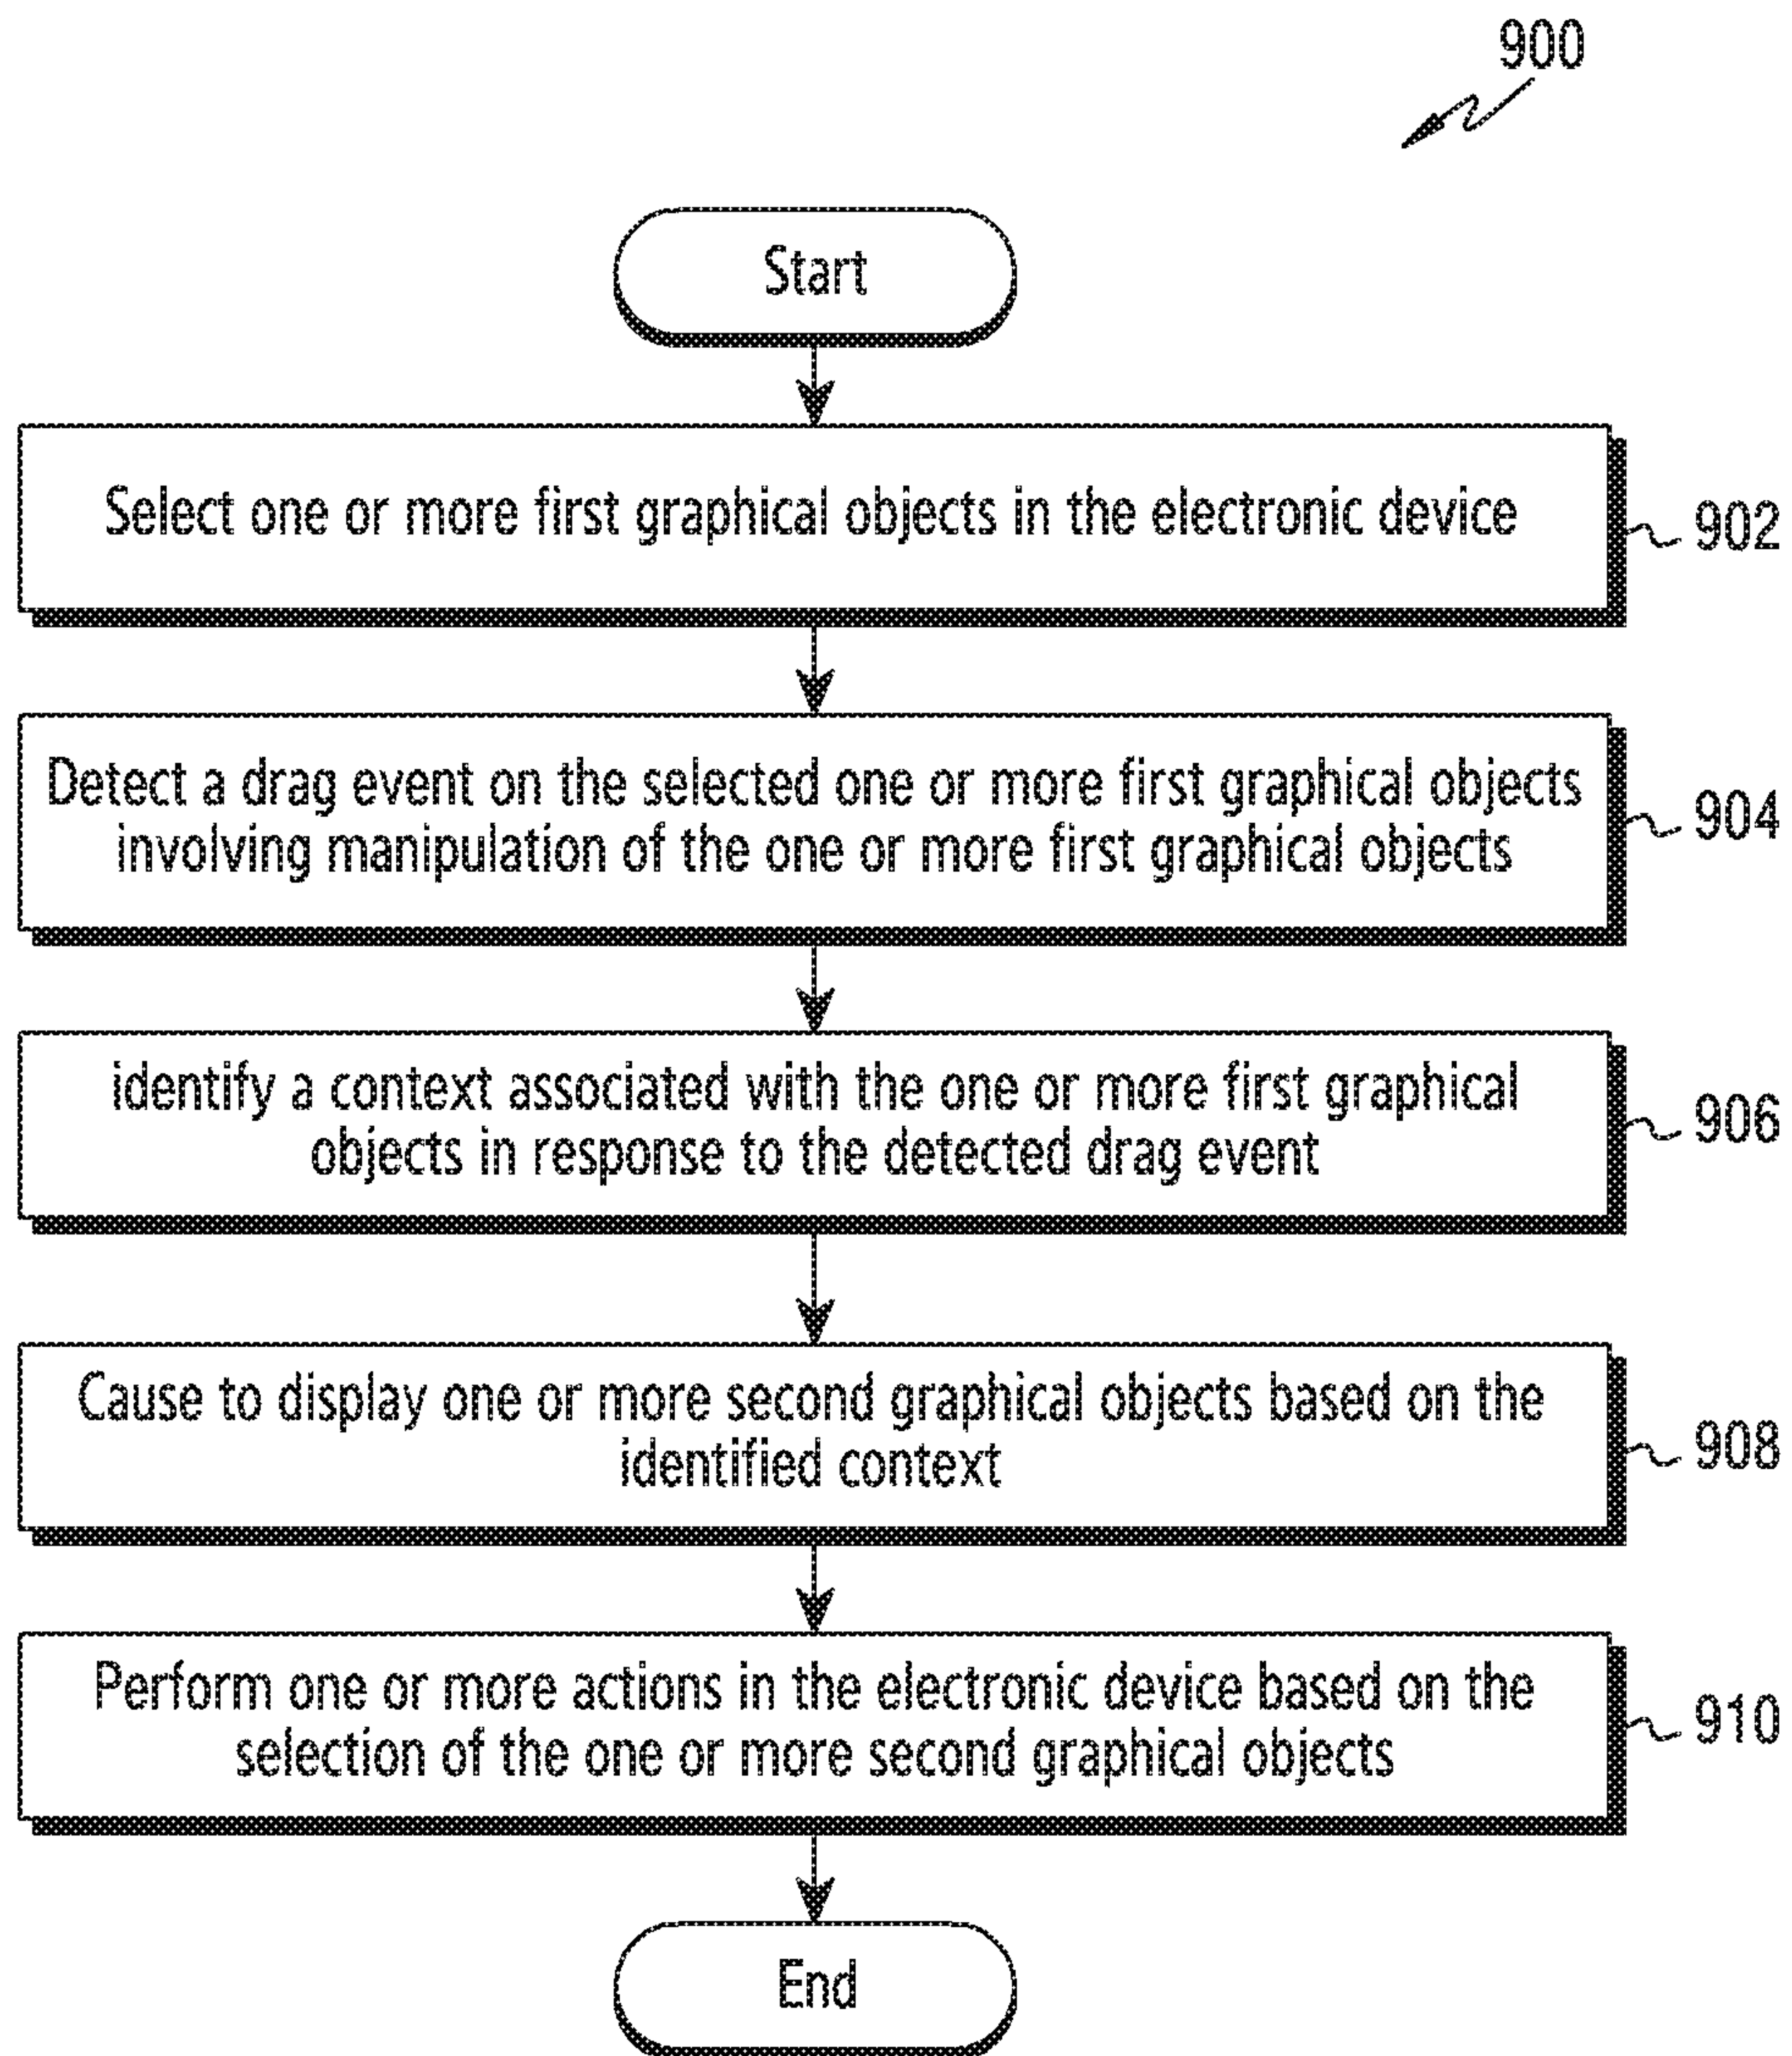 900
Start
Select one or more first graphical objects in the electronic device
902
Detect a drag event on the selected one or more first graphical objects
involving manipulation of the one or more first graphical objects
904
identify a context associated with the one or more first graphical
objects in response to the detected drag event
906
Cause to display one or more second graphical objects based on the
identified context
908
Perform one or more actions in the electronic device based on the
selection of the one or more second graphical objects
910
End